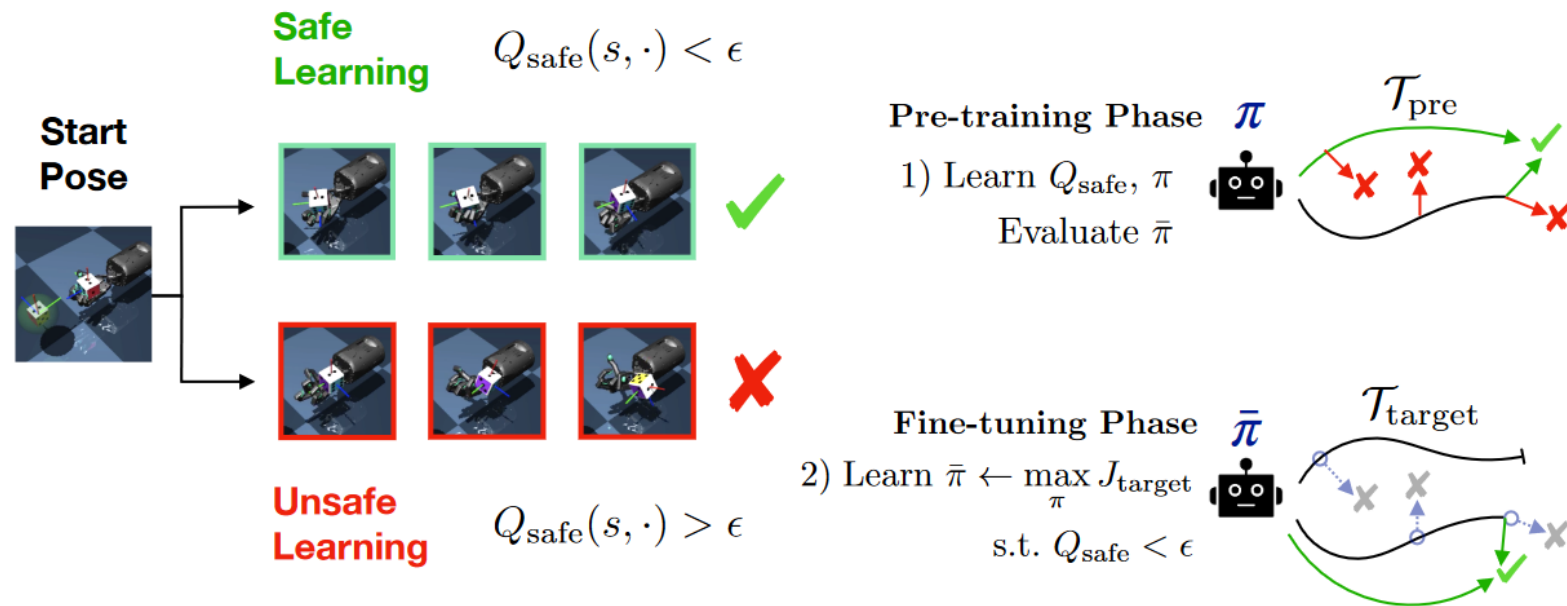 Safe
Learning
Q_safe(s, ·) < ϵ
Start
Pose
Unsafe
Learning
Q_safe(s, ·) > ϵ
Pre-training Phase π
𝒯_pre
1) Learn Q_safe, π
Evaluate π̄
Fine-tuning Phase π̄
𝒯_target
2) Learn π̄ ← max_π J_target
s.t. Q_safe < ϵ